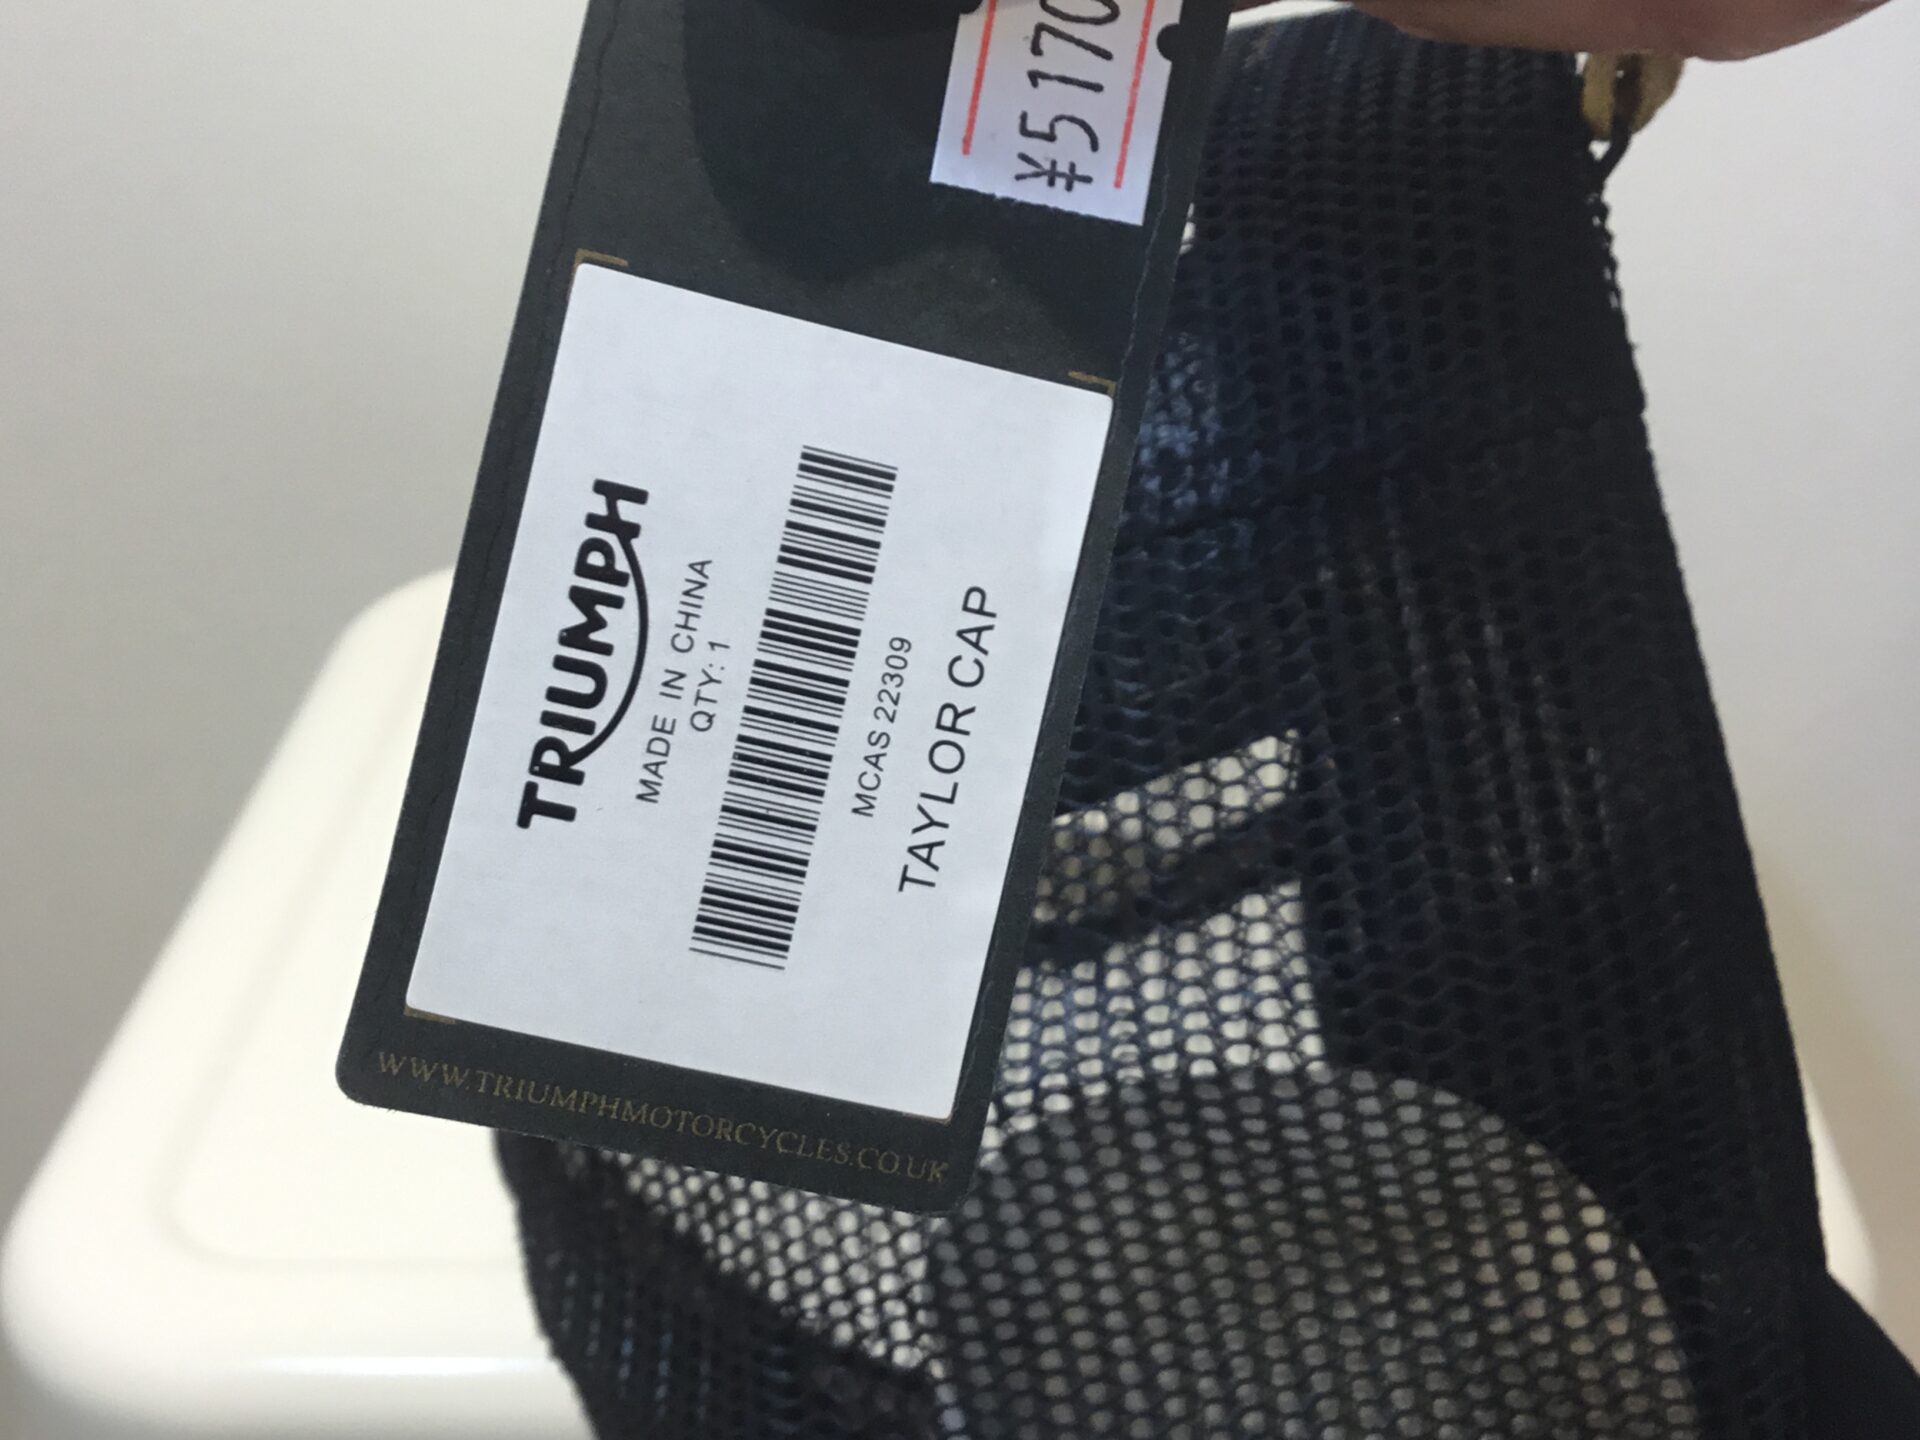 ¥5170
TRIUMPH
MADE IN CHINA
QTY: 1
MCAS 22309
TAYLOR CAP
WWW.TRIUMPHMOTORCYCLES.CO.UK